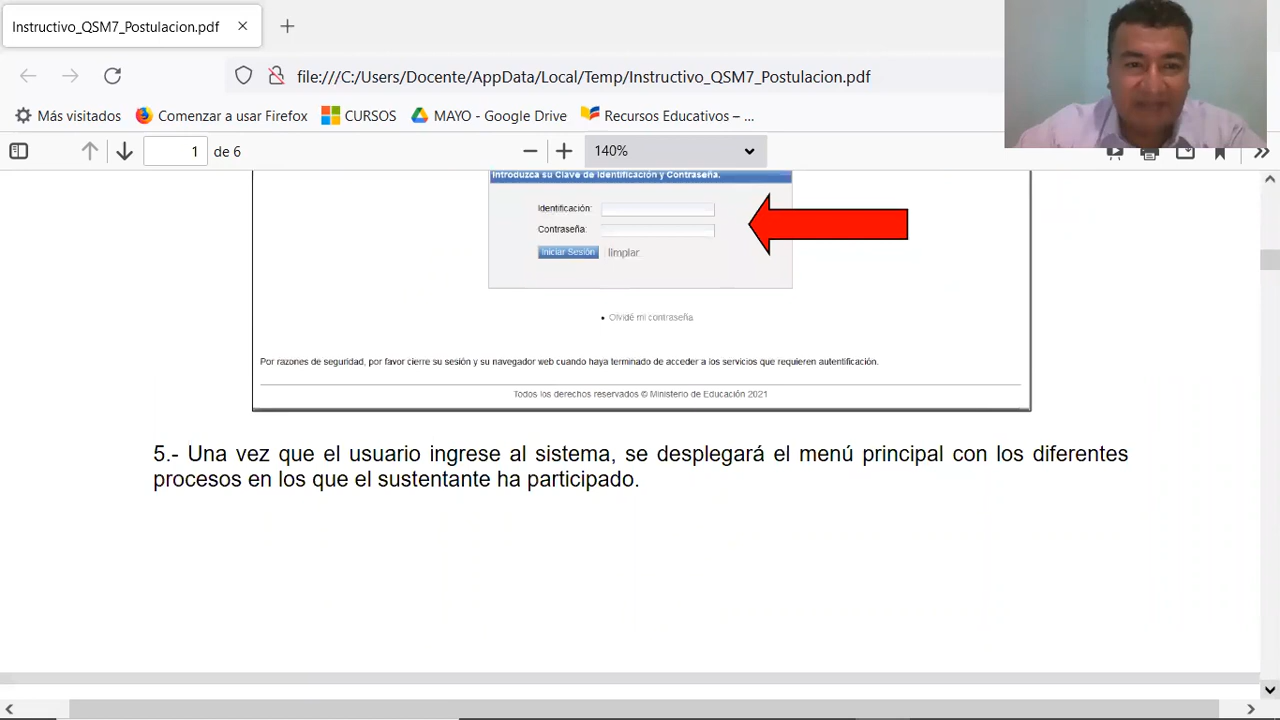 Instructivo_QSM7_Postulacion.pdf
file:///C:/Users/Docente/AppData/Local/Temp/Instructivo_QSM7_Postulacion.pdf
Más visitados Comenzar a usar Firefox CURSOS MAYO - Google Drive Recursos Educativos – ...
1 de 6 140%
Introduzca su Clave de Identificación y Contraseña.
Identificación:
Contraseña:
Iniciar Sesión limpiar
• Olvidé mi contraseña
Por razones de seguridad, por favor cierre su sesión y su navegador web cuando haya terminado de acceder a los servicios que requieren autentificación.
Todos los derechos reservados © Ministerio de Educación 2021
5.- Una vez que el usuario ingrese al sistema, se desplegará el menú principal con los diferentes
procesos en los que el sustentante ha participado.